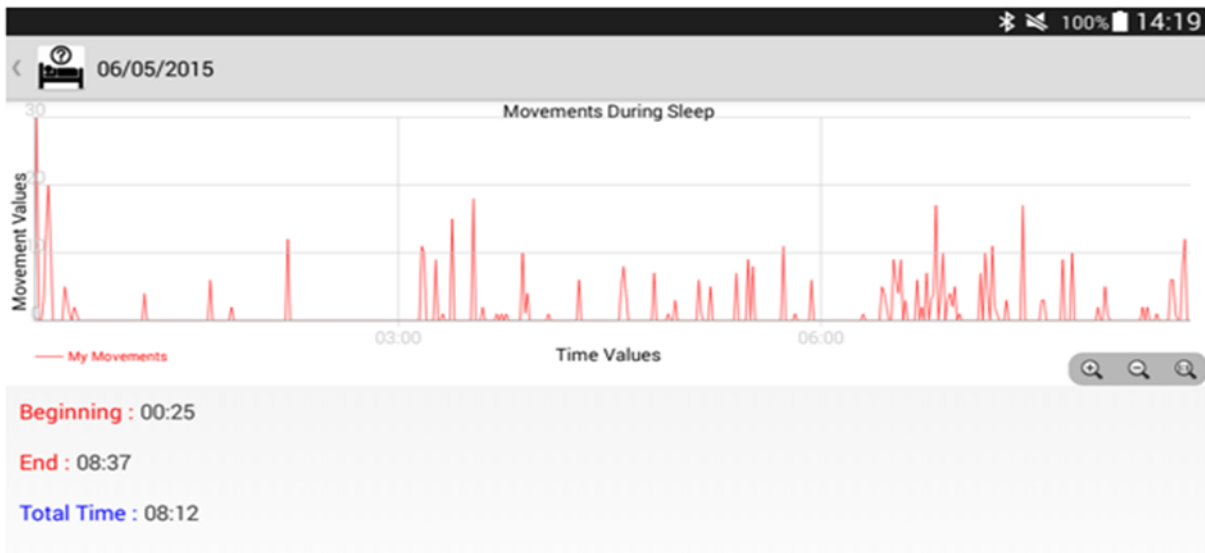 100% 14:19
06/05/2015
Movements During Sleep
30
20
10
0
Movement Values
03:00
06:00
Time Values
My Movements
Beginning : 00:25
End : 08:37
Total Time : 08:12